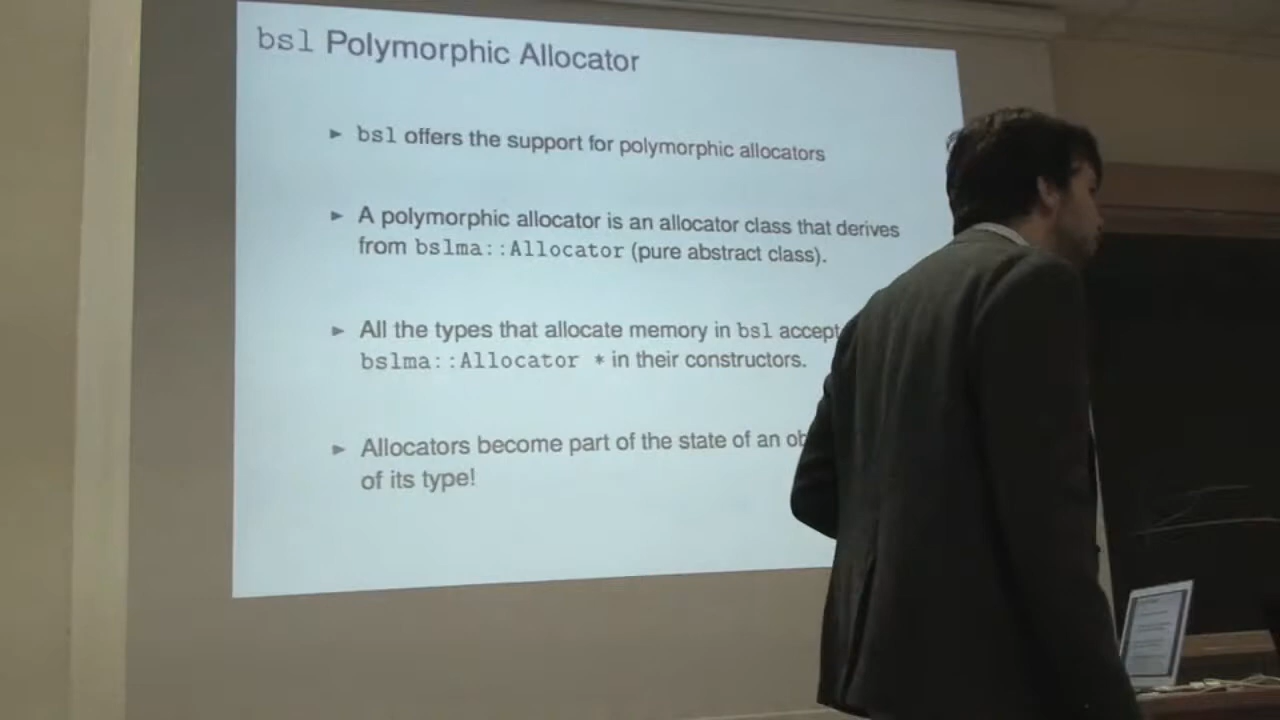 bsl Polymorphic Allocator
► bsl offers the support for polymorphic allocators
► A polymorphic allocator is an allocator class that derives
from bslma::Allocator (pure abstract class).
► All the types that allocate memory in bsl accept
bslma::Allocator * in their constructors.
► Allocators become part of the state of an
of its type!